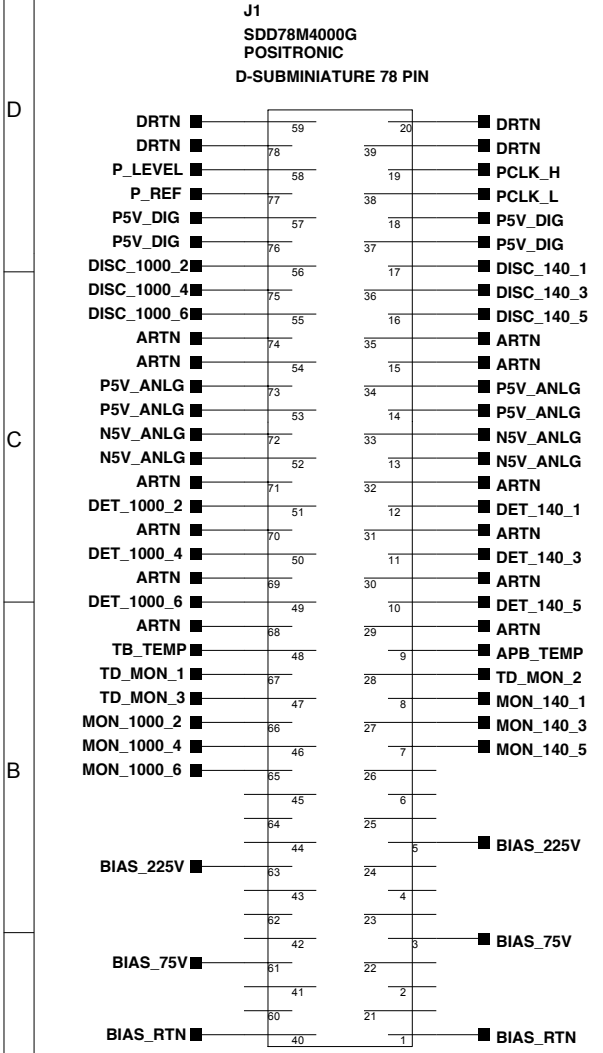 J1
SDD78M4000G
POSITRONIC
D-SUBMINIATURE 78 PIN
D
DRTN 59 20 DRTN
DRTN 78 39 DRTN
P_LEVEL 58 19 PCLK_H
P_REF 77 38 PCLK_L
P5V_DIG 57 18 P5V_DIG
P5V_DIG 76 37 P5V_DIG
DISC_1000_2 56 17 DISC_140_1
DISC_1000_4 75 36 DISC_140_3
DISC_1000_6 55 16 DISC_140_5
ARTN 74 35 ARTN
ARTN 54 15 ARTN
P5V_ANLG 73 34 P5V_ANLG
P5V_ANLG 53 14 P5V_ANLG
C
N5V_ANLG 72 33 N5V_ANLG
N5V_ANLG 52 13 N5V_ANLG
ARTN 71 32 ARTN
DET_1000_2 51 12 DET_140_1
ARTN 70 31 ARTN
DET_1000_4 50 11 DET_140_3
ARTN 69 30 ARTN
DET_1000_6 49 10 DET_140_5
ARTN 68 29 ARTN
TB_TEMP 48 9 APB_TEMP
TD_MON_1 67 28 TD_MON_2
TD_MON_3 47 8 MON_140_1
MON_1000_2 66 27 MON_140_3
MON_1000_4 46 7 MON_140_5
B
MON_1000_6 65 26
45 6
64 25
44 5 BIAS_225V
BIAS_225V 63 24
43 4
62 23
42 3 BIAS_75V
BIAS_75V 61 22
41 2
60 21
BIAS_RTN 40 1 BIAS_RTN